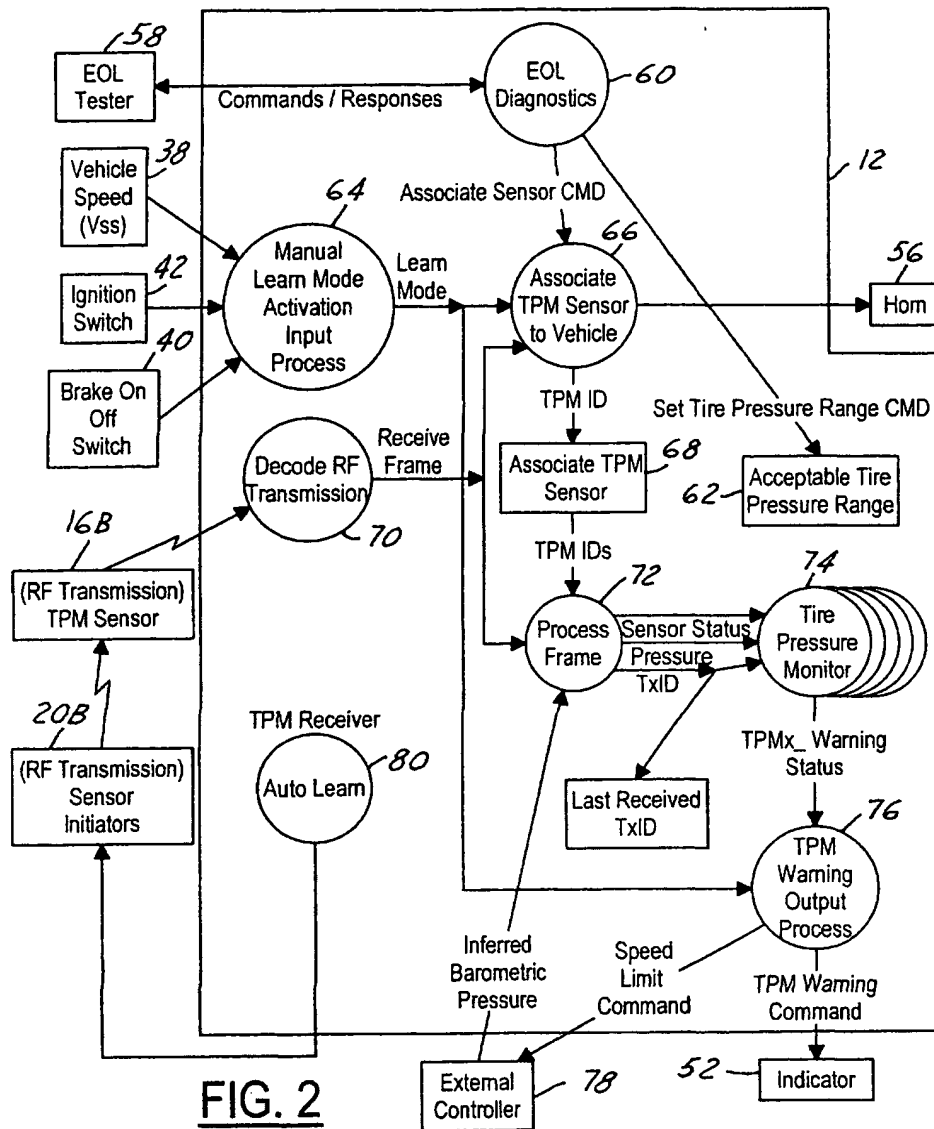 58
EOL
Tester
Commands / Responses
EOL
Diagnostics
60
38
Vehicle
Speed
(Vss)
12
64
Associate Sensor CMD
66
Manual
Learn Mode
Activation
Input
Process
Learn
Mode
Associate
TPM Sensor
to Vehicle
56
Horn
42
Ignition
Switch
40
Brake On
Off
Switch
TPM ID
Set Tire Pressure Range CMD
Decode RF
Transmission
70
Receive
Frame
Associate TPM
Sensor
68
62
Acceptable Tire
Pressure Range
16B
(RF Transmission)
TPM Sensor
TPM IDs
72
Process
Frame
Sensor Status
Pressure
TxID
74
Tire
Pressure
Monitor
20B
(RF Transmission)
Sensor
Initiators
TPM Receiver
Auto Learn
80
Last Received
TxID
TPMx_ Warning
Status
76
TPM
Warning
Output
Process
Inferred
Barometric
Pressure
Speed
Limit
Command
TPM Warning
Command
External
Controller
78
52
Indicator
FIG. 2